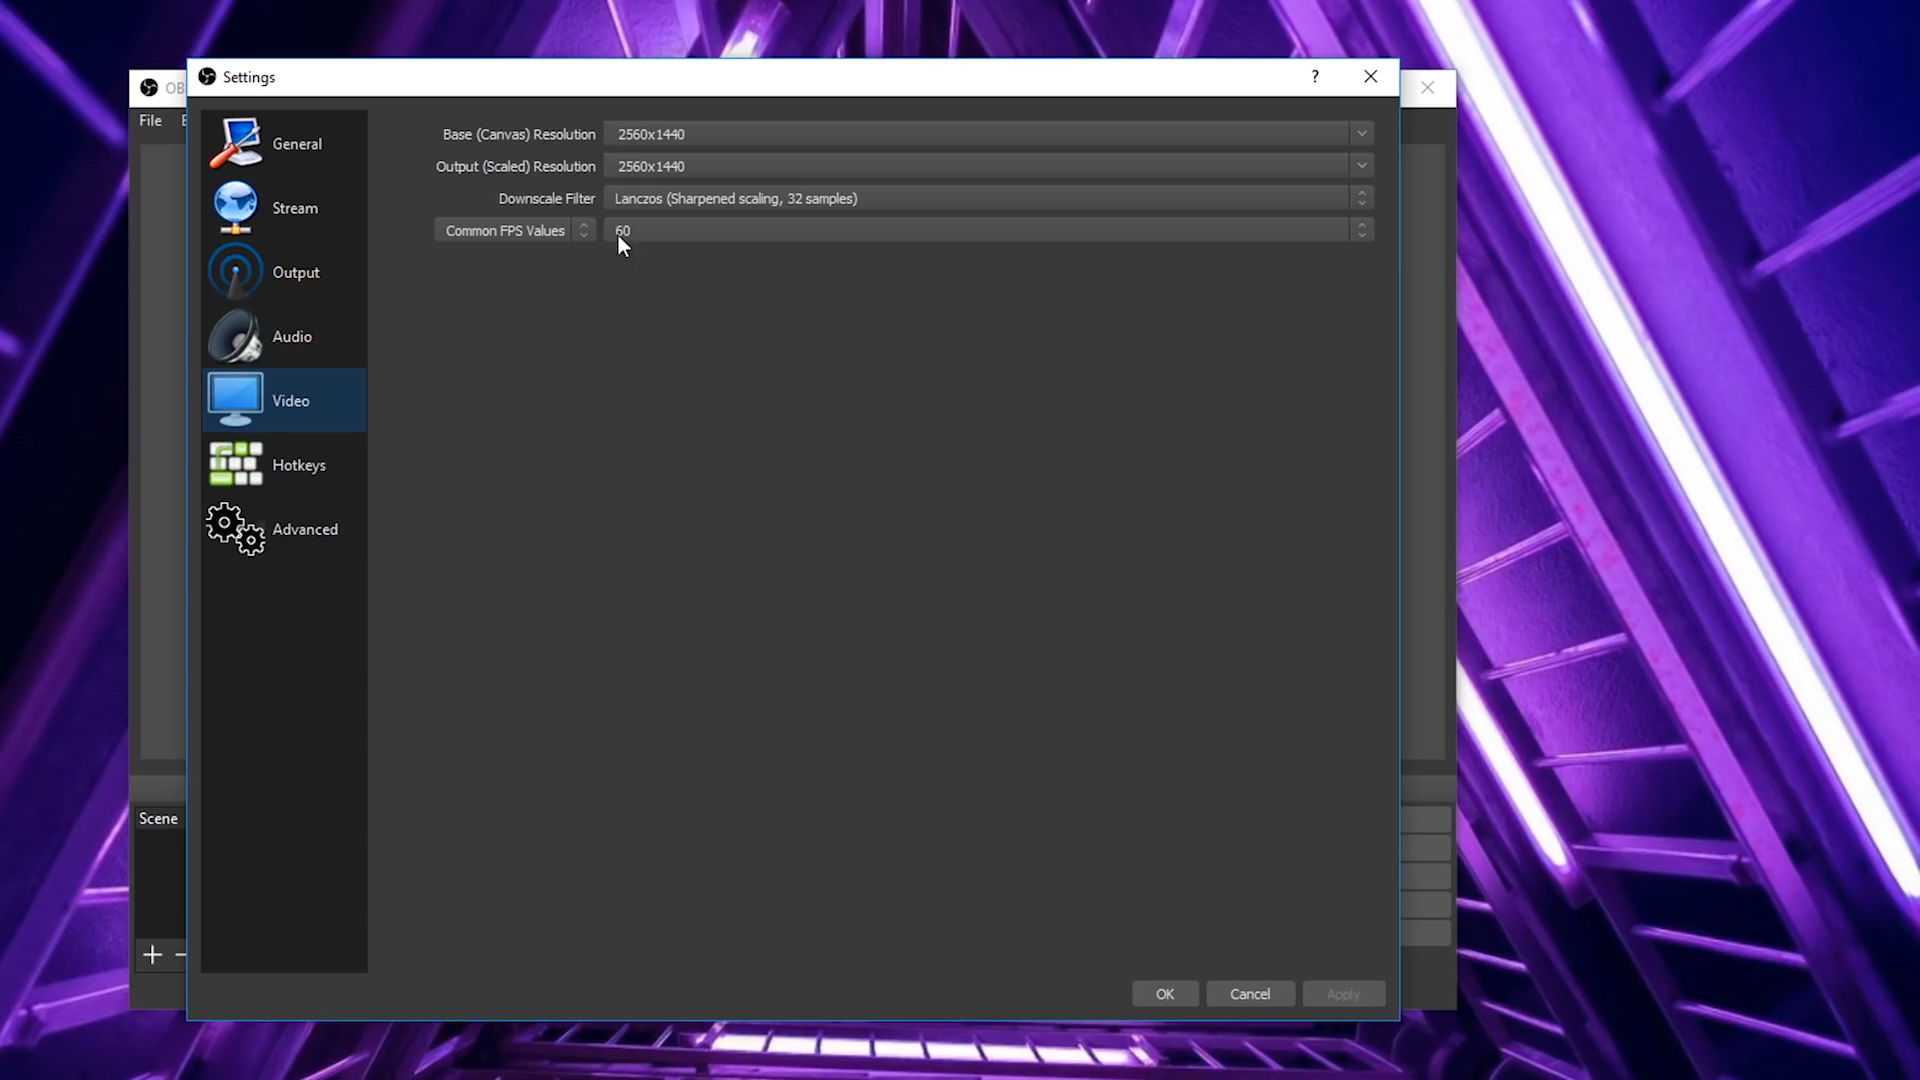 OB
Settings
?
File
General
Stream
Output
Audio
Video
Hotkeys
Advanced
Base (Canvas) Resolution 2560x1440
Output (Scaled) Resolution 2560x1440
Downscale Filter Lanczos (Sharpened scaling, 32 samples)
Common FPS Values 60
Scene
OK Cancel Apply